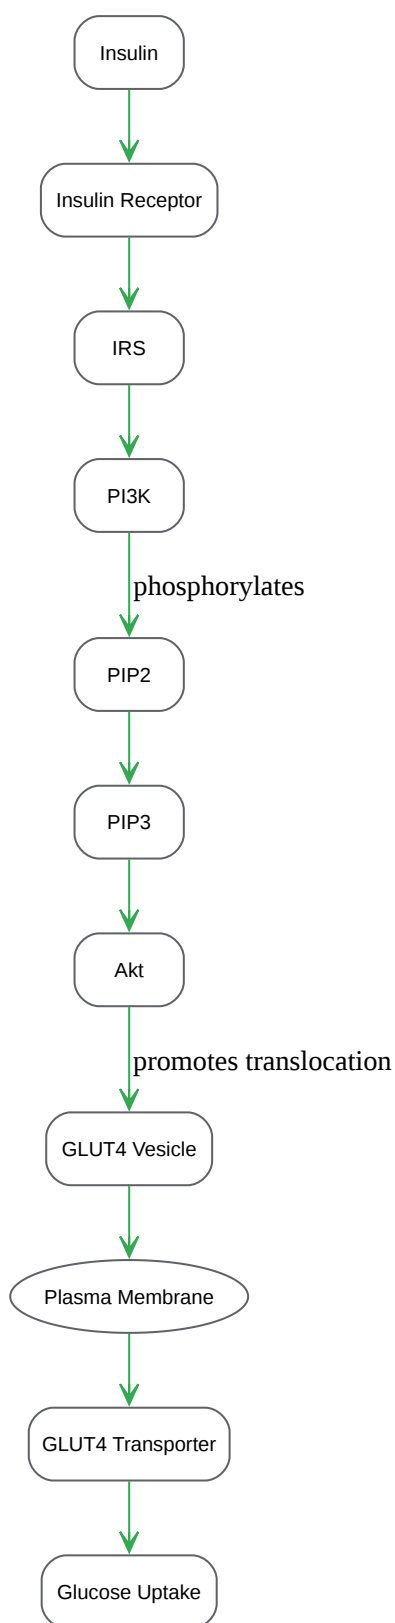 Insulin
Insulin Receptor
IRS
PI3K
phosphorylates
PIP2
PIP3
Akt
promotes translocation
GLUT4 Vesicle
Plasma Membrane
GLUT4 Transporter
Glucose Uptake